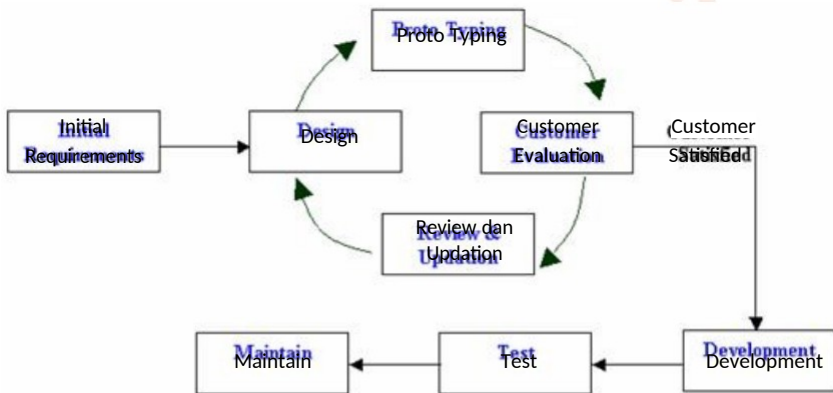 Proto Typing
Initial
Requirements
Design
Customer
Evaluation
Customer
Satisfied
Review dan
Updation
Maintain
Test
Development